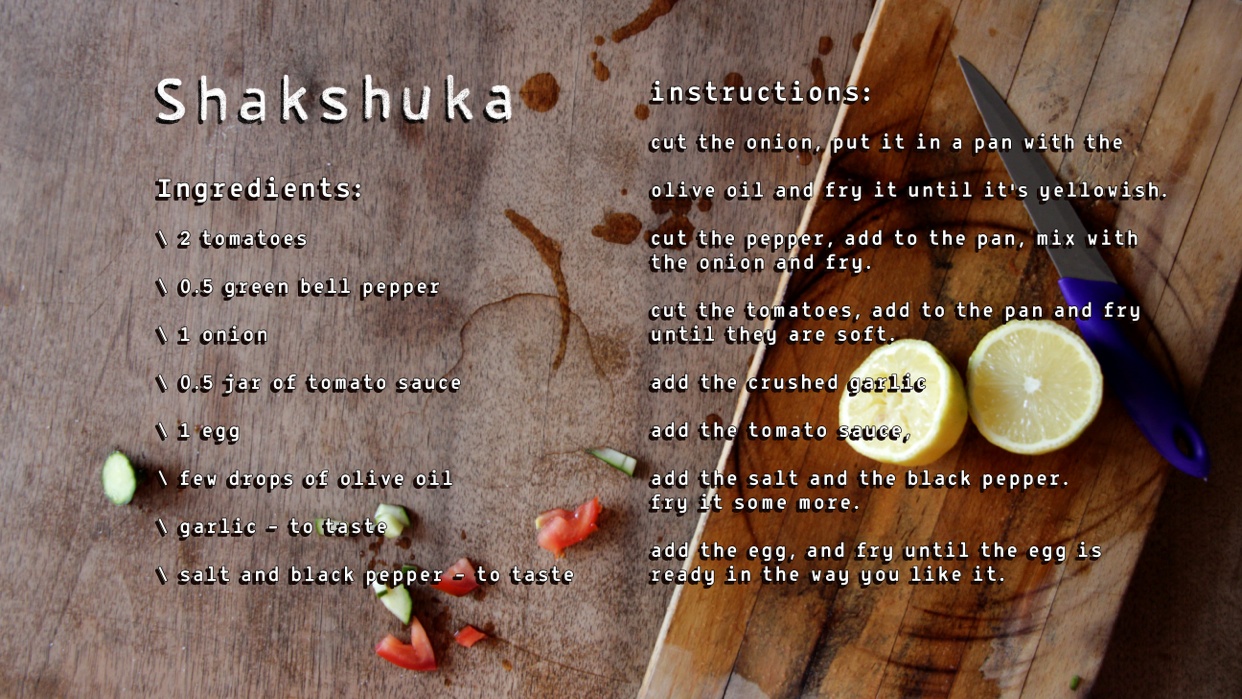 Shakshuka
Ingredients:
\ 2 tomatoes
\ 0.5 green bell pepper
\ 1 onion
\ 0.5 jar of tomato sauce
\ 1 egg
\ few drops of olive oil
\ garlic - to taste
\ salt and black pepper - to taste
instructions:
cut the onion, put it in a pan with the
olive oil and fry it until it's yellowish.
cut the pepper, add to the pan, mix with
the onion and fry.
cut the tomatoes, add to the pan and fry
until they are soft.
add the crushed garlic
add the tomato sauce,
add the salt and the black pepper.
fry it some more.
add the egg, and fry until the egg is
ready in the way you like it.